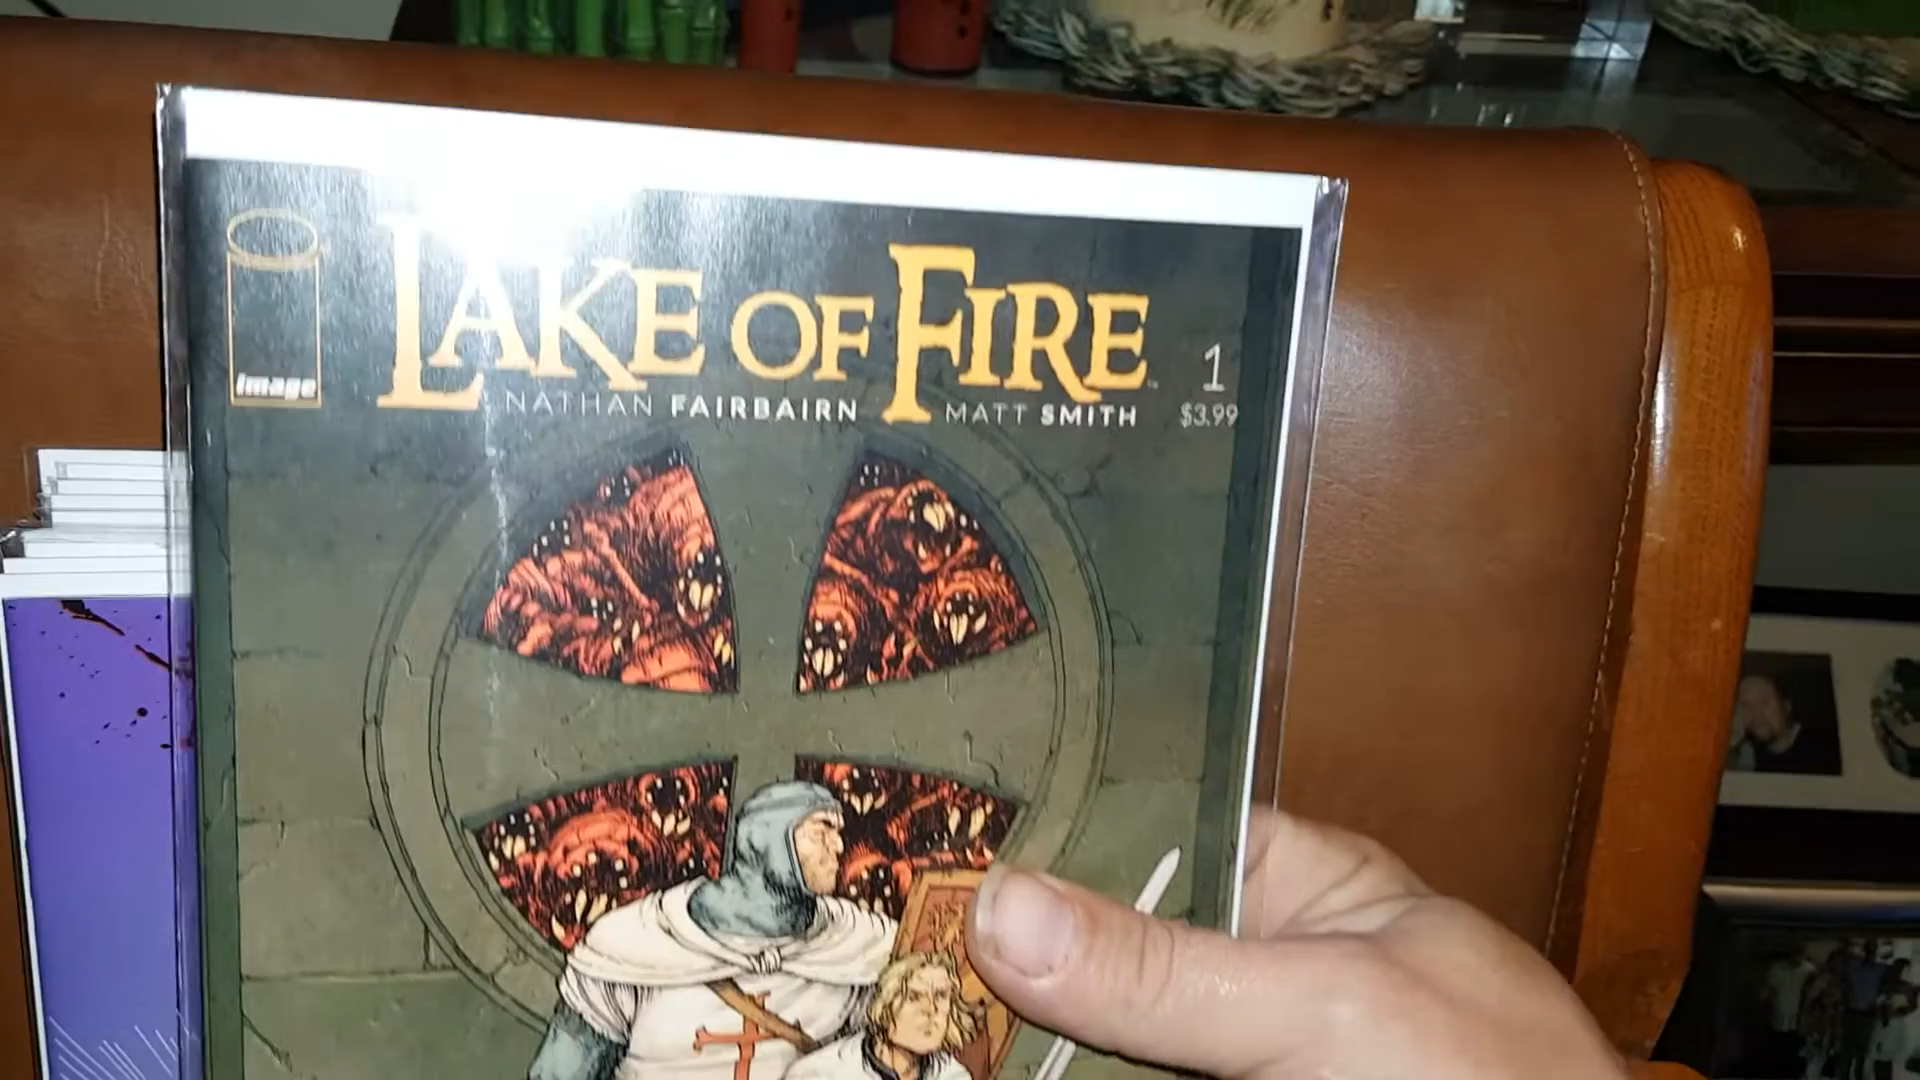 LAKE OF FIRE
NATHAN FAIRBAIRN MATT SMITH
1
$3.99
image